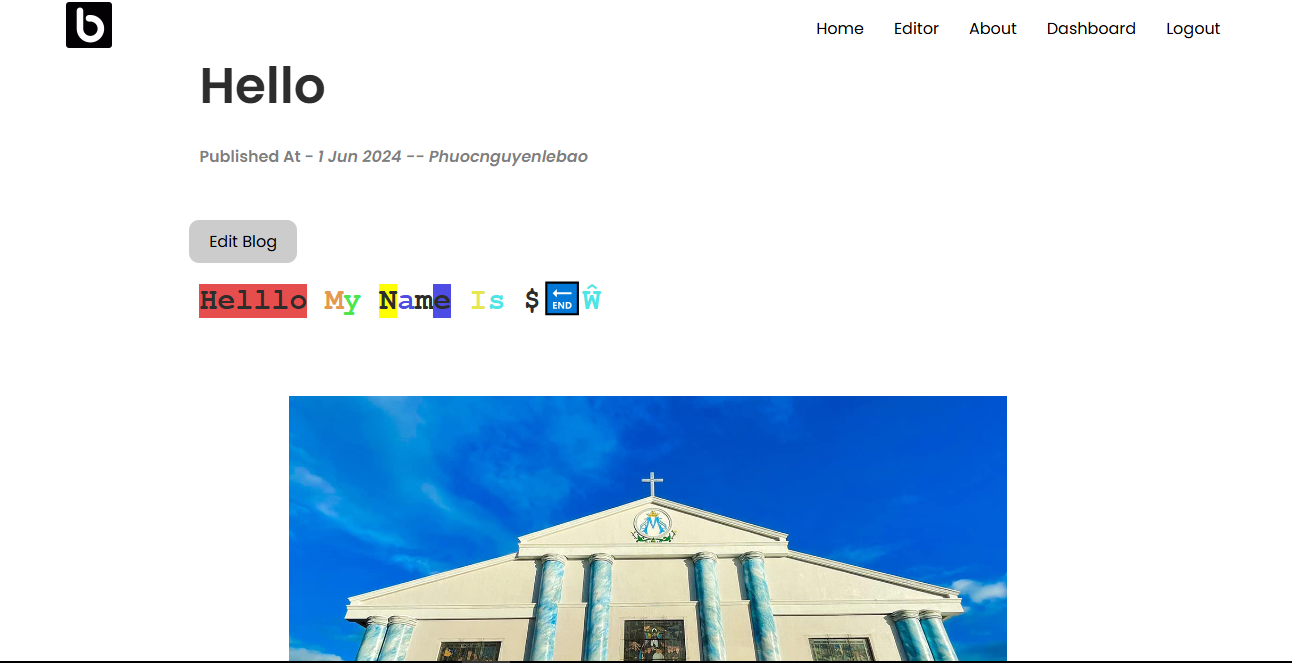 b
Home Editor About Dashboard Logout
Hello
Published At - 1 Jun 2024 -- Phuocnguyenlebao
Edit Blog
Helllo My Name Is $🔚Ŵ